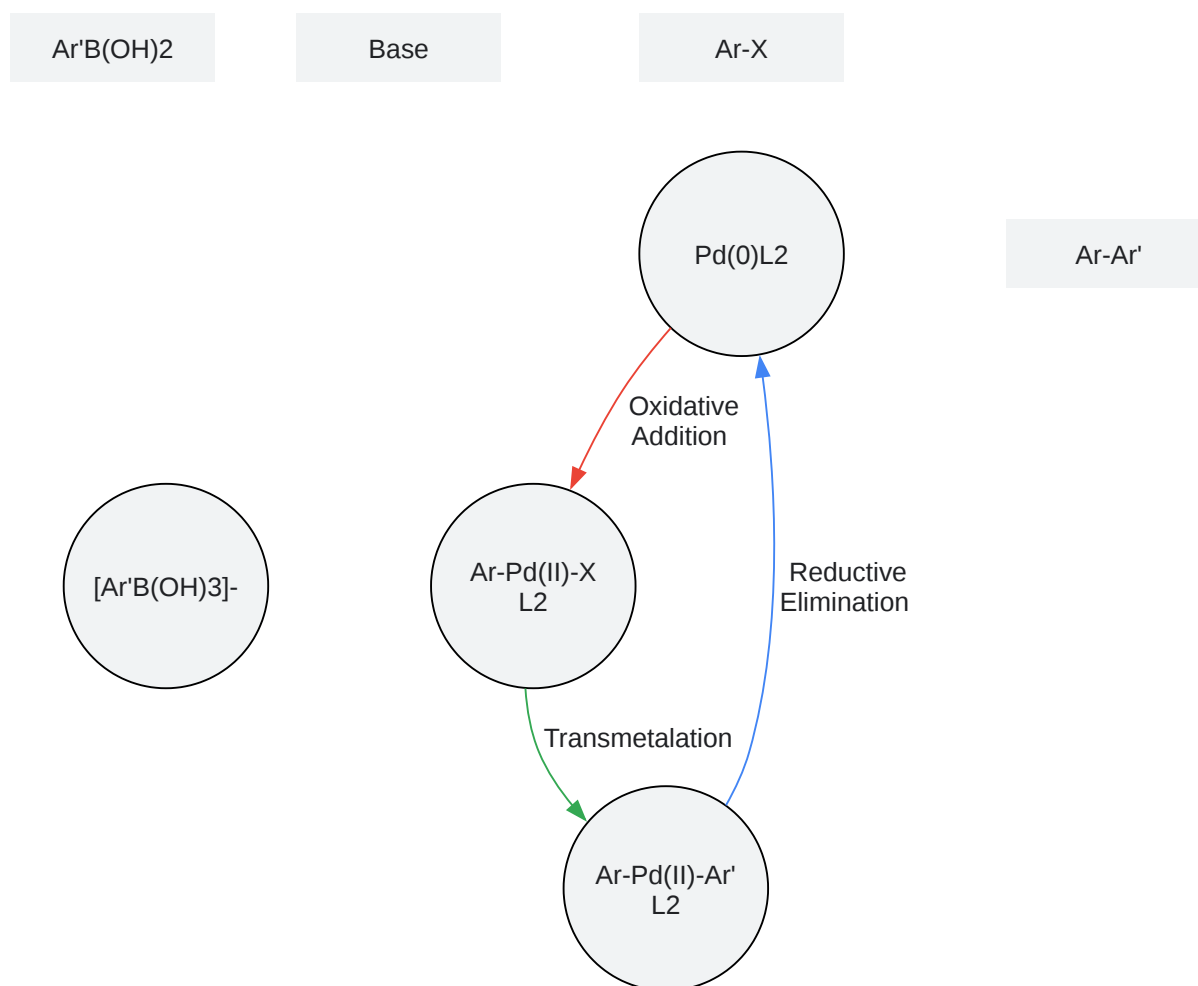 Ar'B(OH)2
Base
Ar-X
Pd(0)L2
Ar-Ar'
Oxidative
Addition
[Ar'B(OH)3]-
Ar-Pd(II)-X
L2
Reductive
Elimination
Transmetalation
Ar-Pd(II)-Ar'
L2